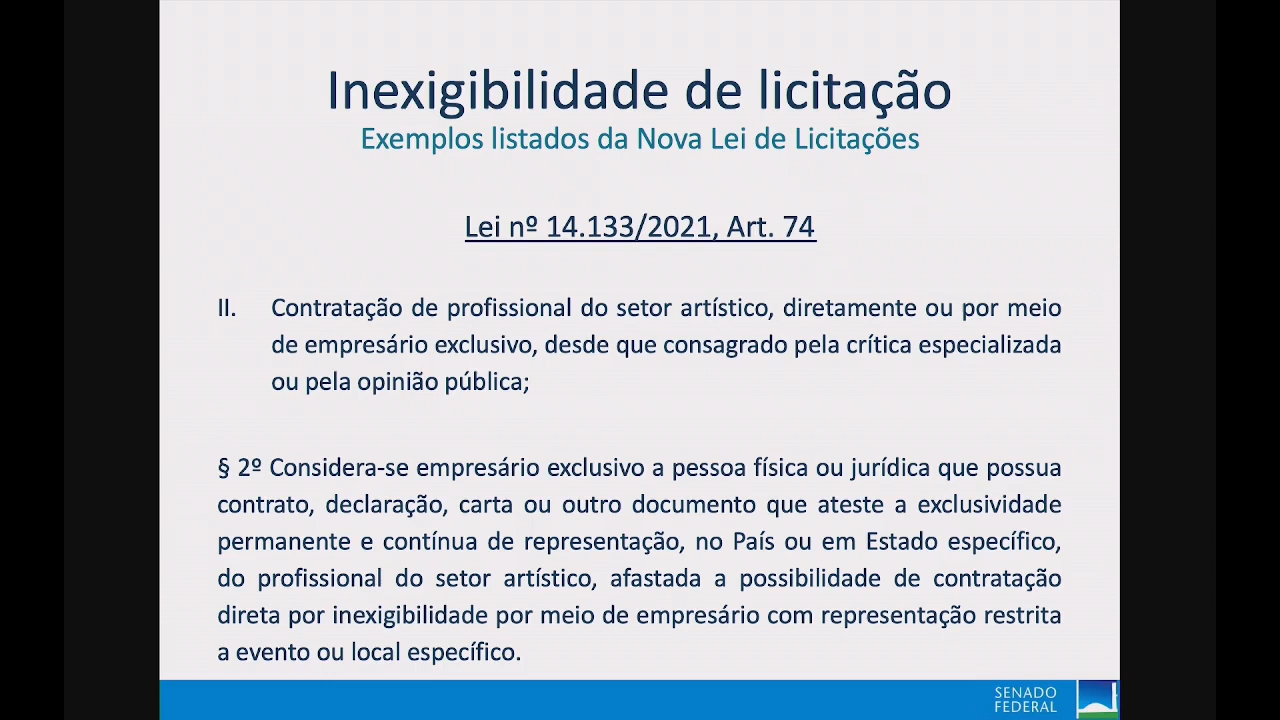 Inexigibilidade de licitação
Exemplos listados da Nova Lei de Licitações
Lei nº 14.133/2021, Art. 74
II. Contratação de profissional do setor artístico, diretamente ou por meio
de empresário exclusivo, desde que consagrado pela crítica especializada
ou pela opinião pública;
§ 2º Considera-se empresário exclusivo a pessoa física ou jurídica que possua
contrato, declaração, carta ou outro documento que ateste a exclusividade
permanente e contínua de representação, no País ou em Estado específico,
do profissional do setor artístico, afastada a possibilidade de contratação
direta por inexigibilidade por meio de empresário com representação restrita
a evento ou local específico.
SENADO
FEDERAL